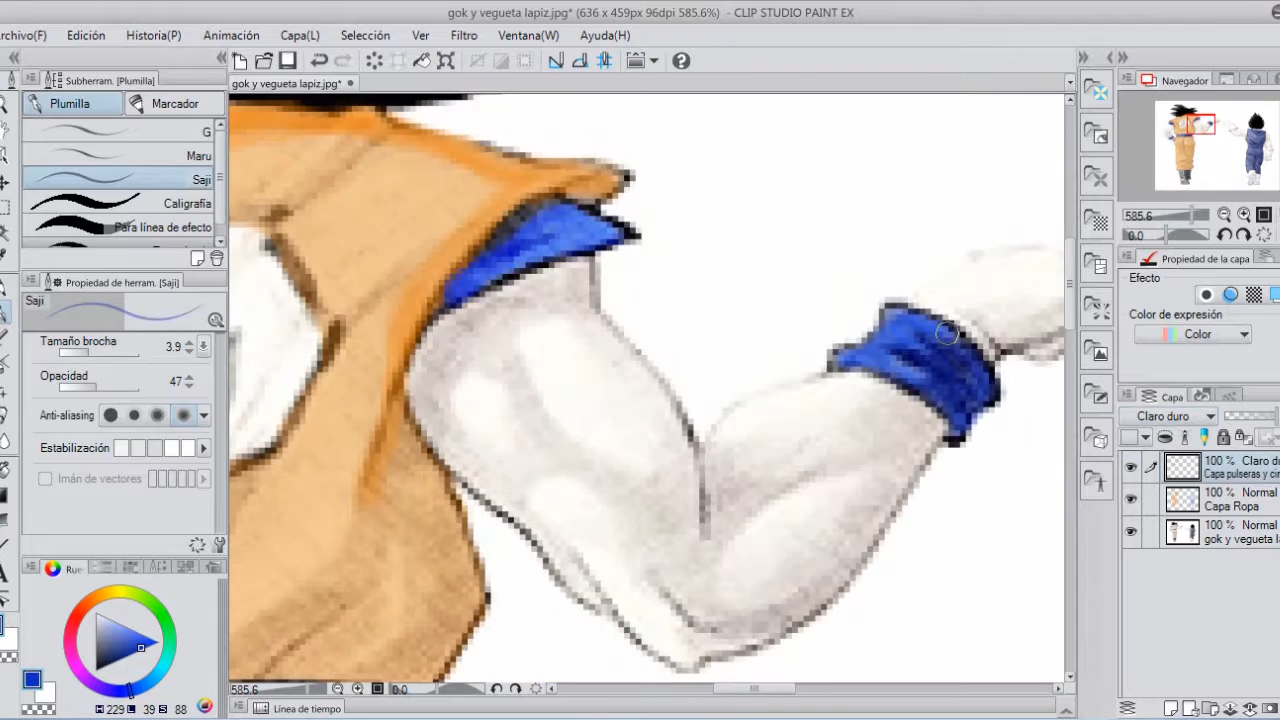 gok y vegueta lapiz.jpg* (636 x 459px 96dpi 585.6%) - CLIP STUDIO PAINT EX
rchivo(F) Edición Historia(P) Animación Capa(L) Selección Ver Filtro Ventana(W) Ayuda(H)
Subherram. [Plumilla]
gok y vegueta lapiz.jpg*
Navegador
Plumilla Marcador
G
Maru
Saji
Caligrafía
Para línea de efecto
585.6
0.0
Propiedad de la capa
Propiedad de herram. [Saji]
Efecto
Saji
Color de expresión
Color
Tamaño brocha 3.9
Opacidad 47
Anti-aliasing
Estabilización
Imán de vectores
Capa
Claro duro
100 % Claro du
Capa pulseras y cin
100 % Normal
Capa Ropa
100 % Normal
gok y vegueta la
Rue
H 229 L 39 S 88
585.6 0.0
Línea de tiempo